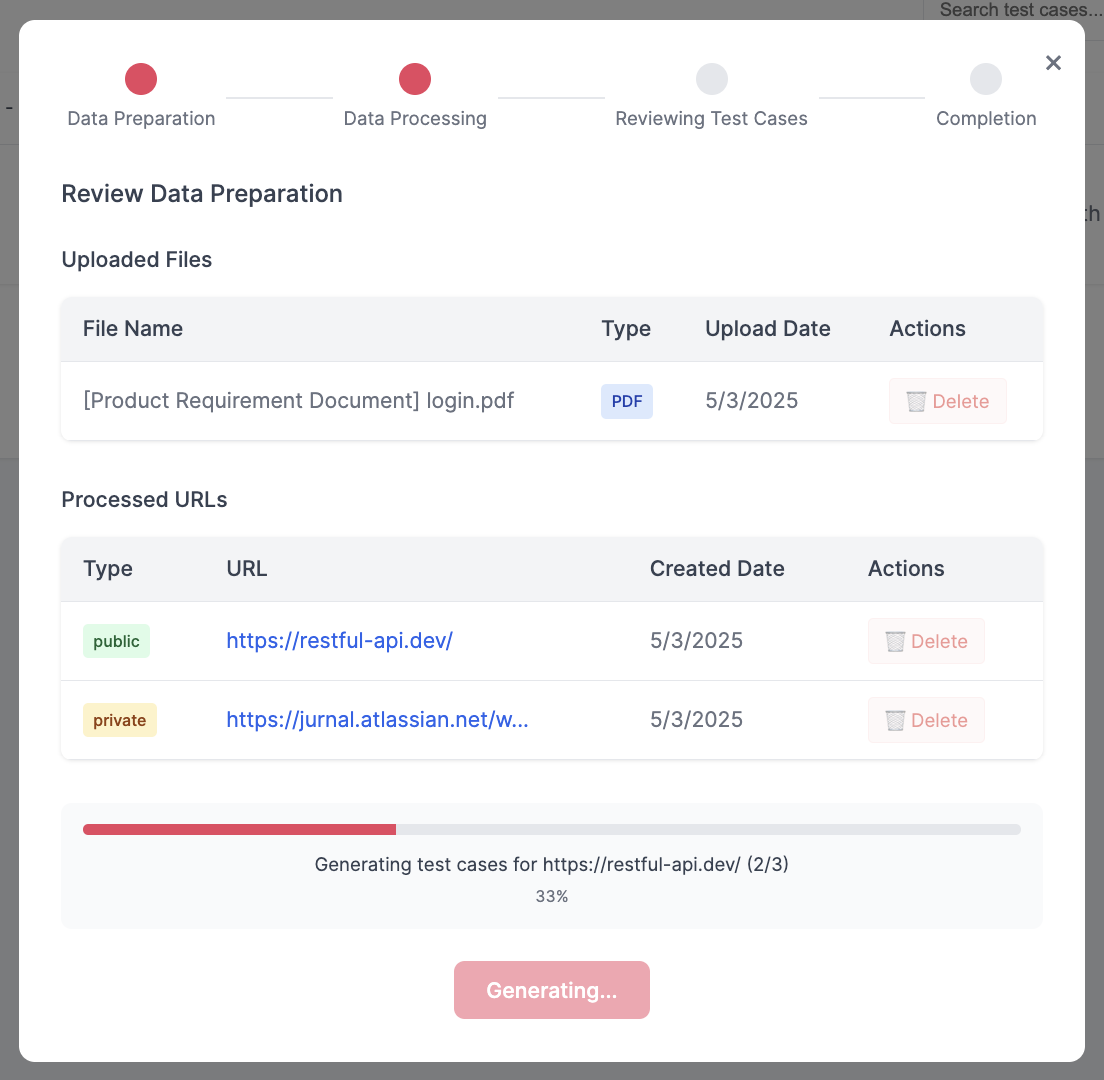 Search test cases...
Data Preparation
Data Processing
Reviewing Test Cases
Completion
Review Data Preparation
Uploaded Files
File Name Type Upload Date Actions
[Product Requirement Document] login.pdf PDF 5/3/2025 Delete
Processed URLs
Type URL Created Date Actions
public https://restful-api.dev/ 5/3/2025 Delete
private https://jurnal.atlassian.net/w... 5/3/2025 Delete
Generating test cases for https://restful-api.dev/ (2/3)
33%
Generating...